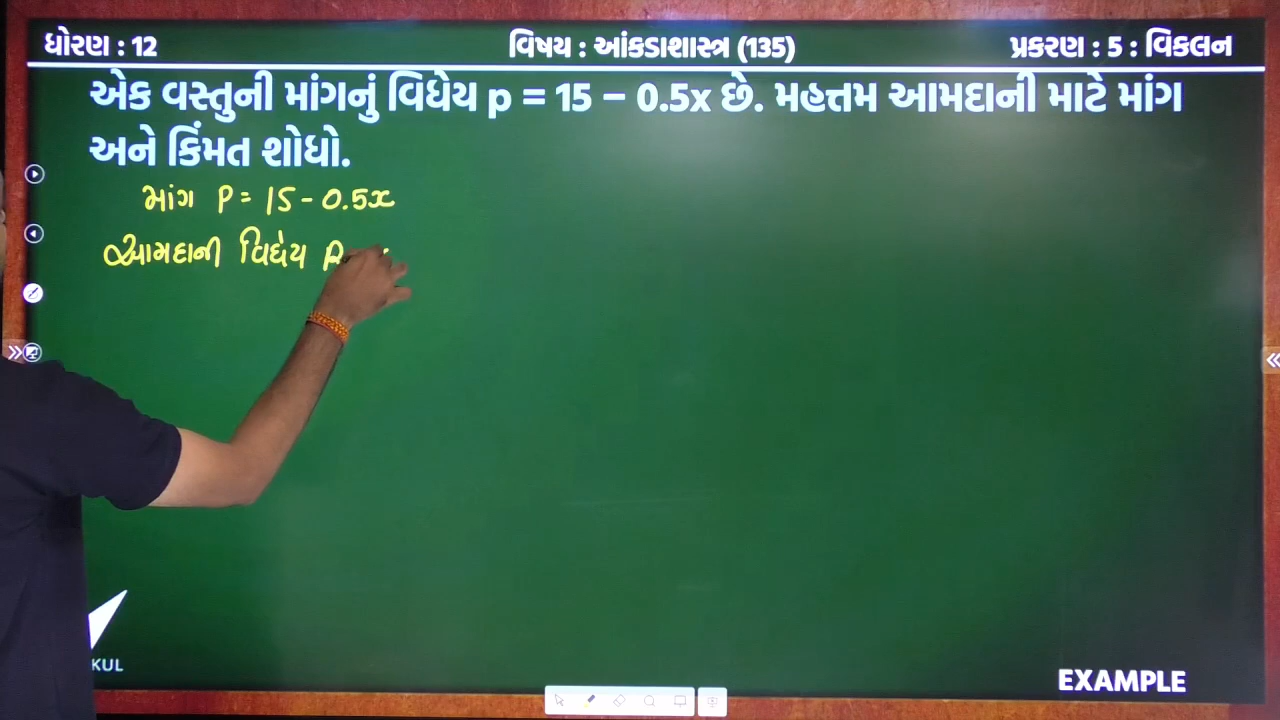 ધોરણ : 12
વિષય : આંકડાશાસ્ત્ર (135)
પ્રકરણ : 5 : વિકલન
એક વસ્તુની માંગનું વિધેય p = 15 – 0.5x છે. મહત્તમ આમદાની માટે માંગ
અને કિંમત શોધો.
માંગ P = 15 - 0.5x
આમદાની વિધેય R
KUL
EXAMPLE